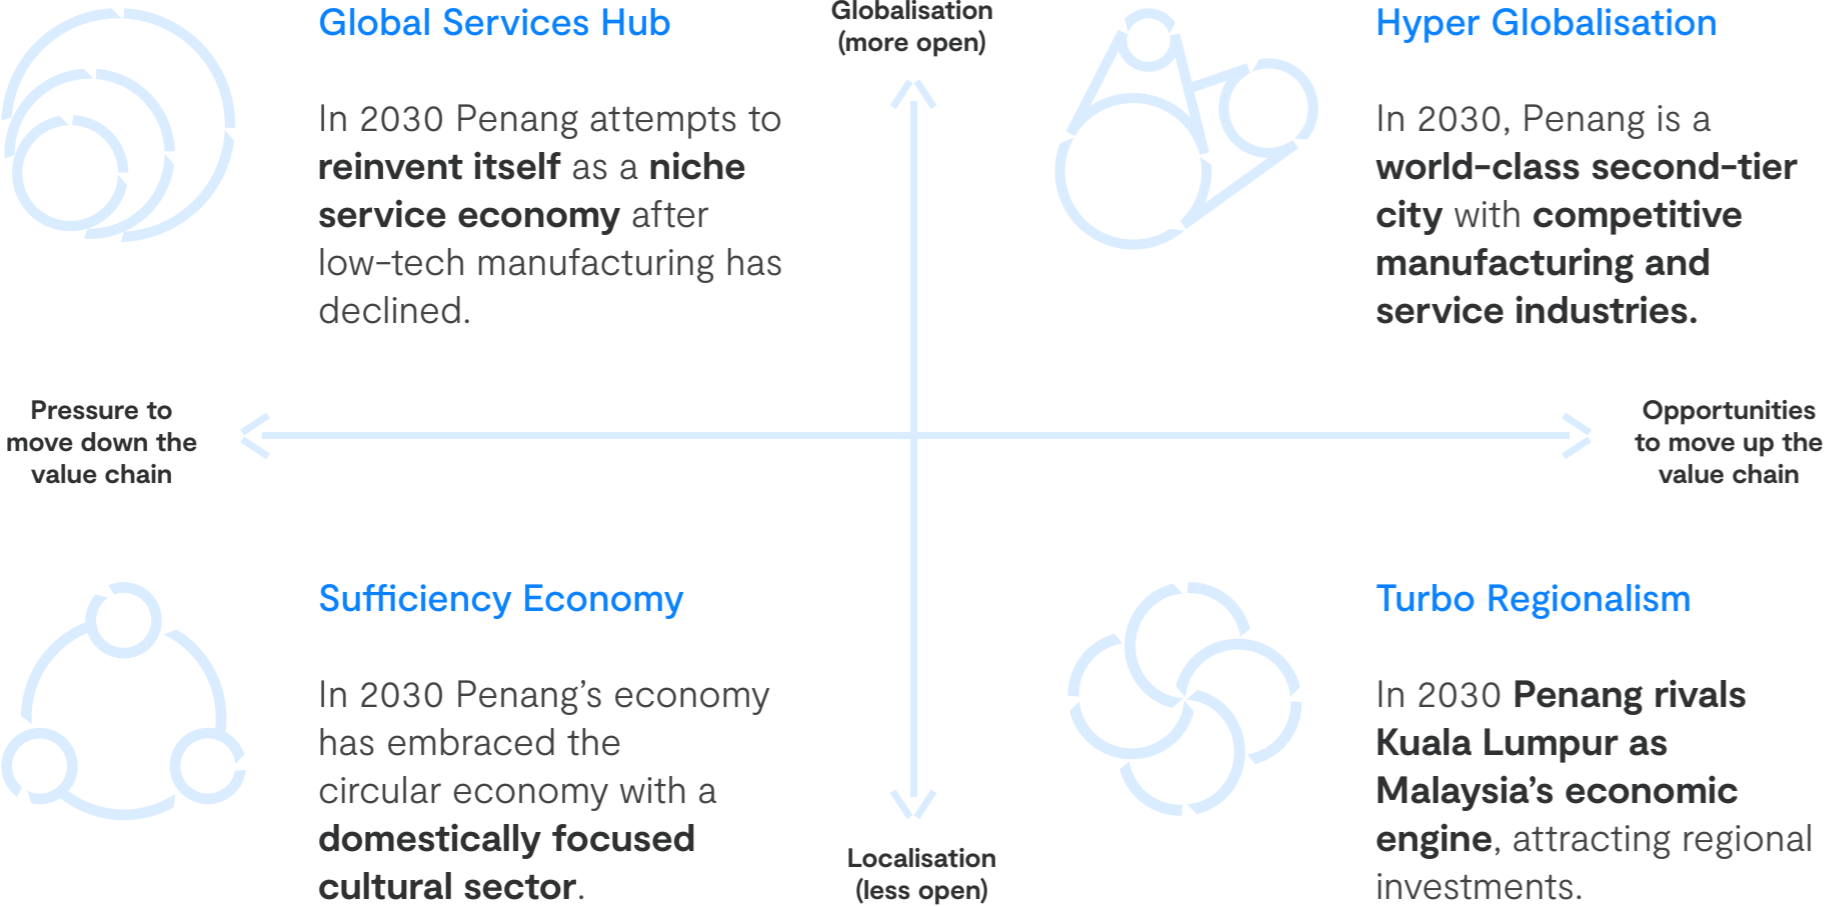 Global Services Hub
In 2030 Penang attempts to
reinvent itself as a niche
service economy after
low-tech manufacturing has
declined.
Globalisation
(more open)
Hyper Globalisation
In 2030, Penang is a
world-class second-tier
city with competitive
manufacturing and
service industries.
Pressure to
move down the
value chain
Opportunities
to move up the
value chain
Sufficiency Economy
In 2030 Penang’s economy
has embraced the
circular economy with a
domestically focused
cultural sector.
Localisation
(less open)
Turbo Regionalism
In 2030 Penang rivals
Kuala Lumpur as
Malaysia’s economic
engine, attracting regional
investments.